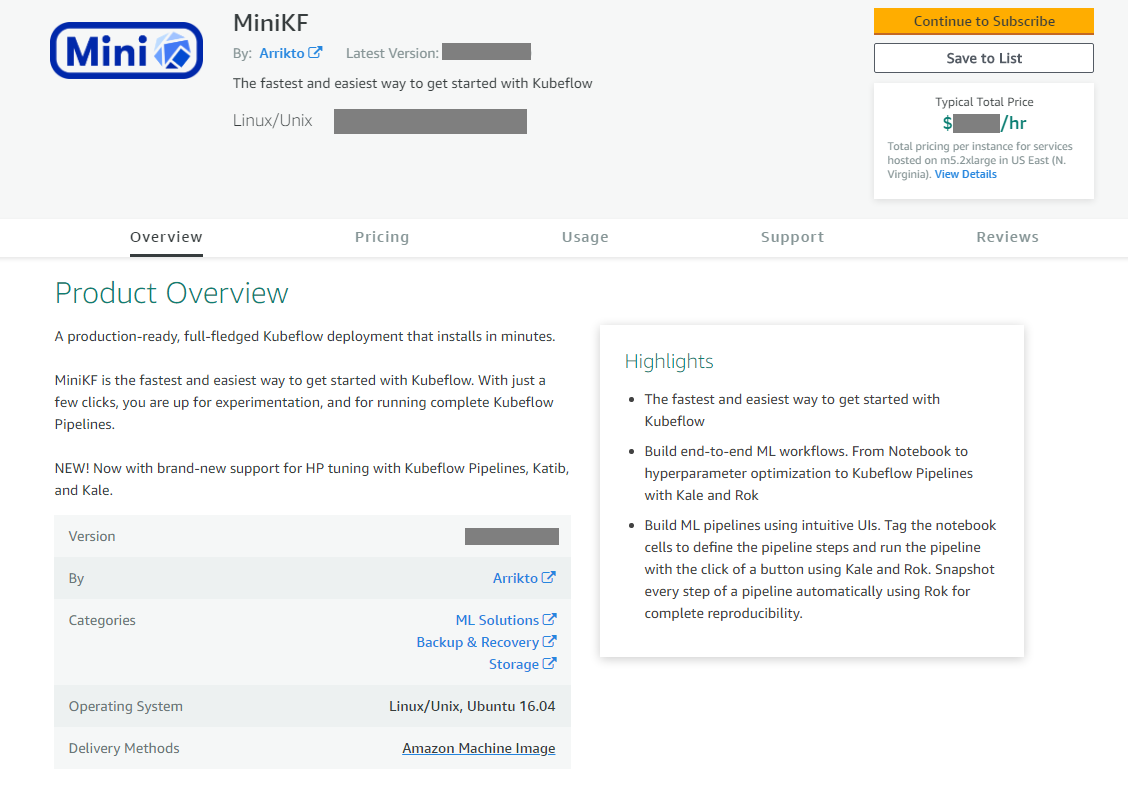 Mini
MiniKF
By: Arrikto
Latest Version:
The fastest and easiest way to get started with Kubeflow
Linux/Unix
Continue to Subscribe
Save to List
Typical Total Price
$ /hr
Total pricing per instance for services
hosted on m5.2xlarge in US East (N.
Virginia). View Details
Overview
Pricing
Usage
Support
Reviews
Product Overview
A production-ready, full-fledged Kubeflow deployment that installs in minutes.
MiniKF is the fastest and easiest way to get started with Kubeflow. With just a
few clicks, you are up for experimentation, and for running complete Kubeflow
Pipelines.
NEW! Now with brand-new support for HP tuning with Kubeflow Pipelines, Katib,
and Kale.
Version
By Arrikto
Categories ML Solutions
Backup & Recovery
Storage
Operating System Linux/Unix, Ubuntu 16.04
Delivery Methods Amazon Machine Image
Highlights
• The fastest and easiest way to get started with
Kubeflow
• Build end-to-end ML workflows. From Notebook to
hyperparameter optimization to Kubeflow Pipelines
with Kale and Rok
• Build ML pipelines using intuitive UIs. Tag the notebook
cells to define the pipeline steps and run the pipeline
with the click of a button using Kale and Rok. Snapshot
every step of a pipeline automatically using Rok for
complete reproducibility.